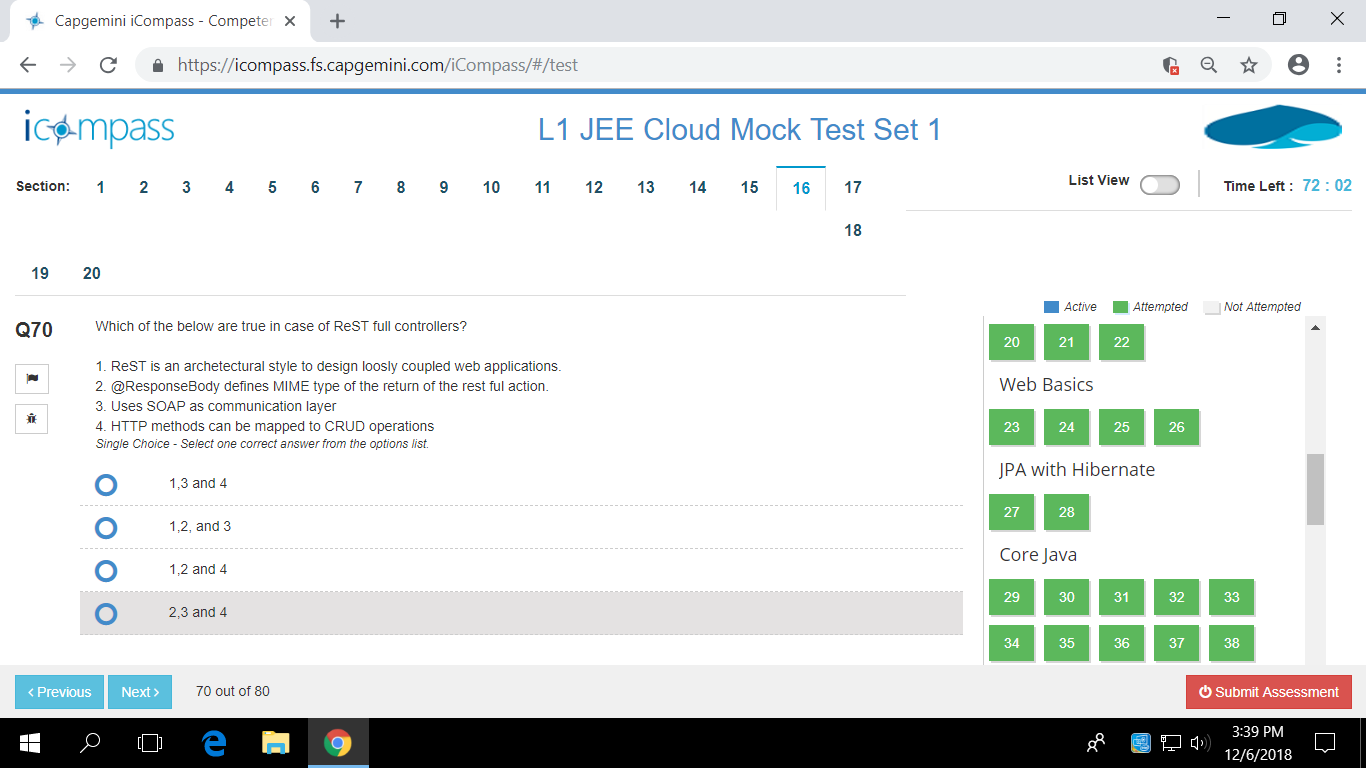 Capgemini iCompass - Competen
https://icompass.fs.capgemini.com/iCompass/#/test
icompass
L1 JEE Cloud Mock Test Set 1
Section: 1 2 3 4 5 6 7 8 9 10 11 12 13 14 15 16 17
18
19 20
List View
Time Left : 72 : 02
Active Attempted Not Attempted
Q70
Which of the below are true in case of ReST full controllers?
1. ReST is an archetectural style to design loosly coupled web applications.
2. @ResponseBody defines MIME type of the return of the rest ful action.
3. Uses SOAP as communication layer
4. HTTP methods can be mapped to CRUD operations
Single Choice - Select one correct answer from the options list.
1,3 and 4
1,2, and 3
1,2 and 4
2,3 and 4
20 21 22
Web Basics
23 24 25 26
JPA with Hibernate
27 28
Core Java
29 30 31 32 33
34 35 36 37 38
Previous Next 70 out of 80
Submit Assessment
3:39 PM
12/6/2018